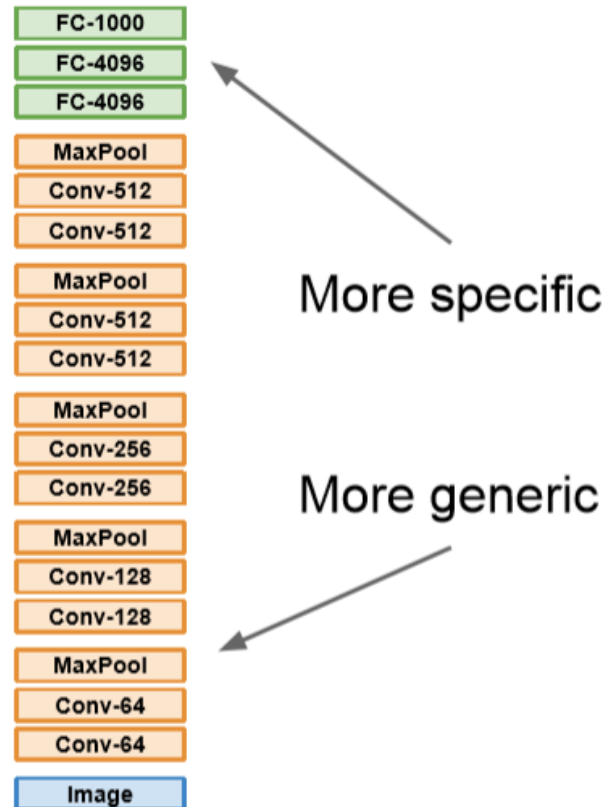 FC-1000
FC-4096
FC-4096
MaxPool
Conv-512
Conv-512
MaxPool
Conv-512
Conv-512
MaxPool
Conv-256
Conv-256
MaxPool
Conv-128
Conv-128
MaxPool
Conv-64
Conv-64
Image
More specific
More generic